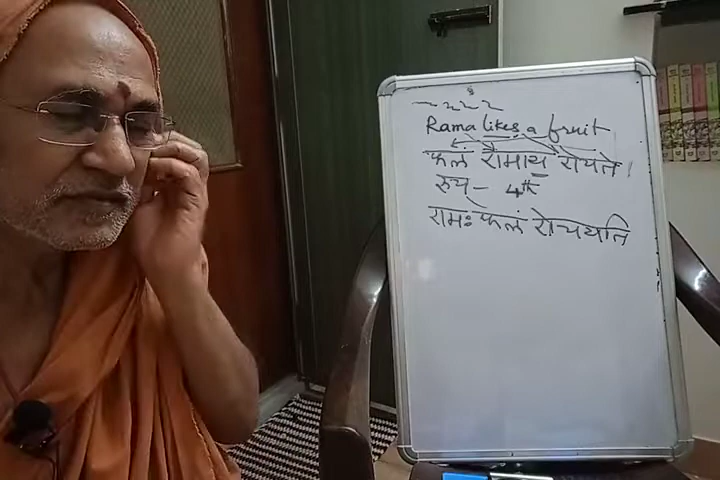 Rama likes a fruit
फलं रामाय रोचते
रुच् - 4th
रामः फलं रोचयति